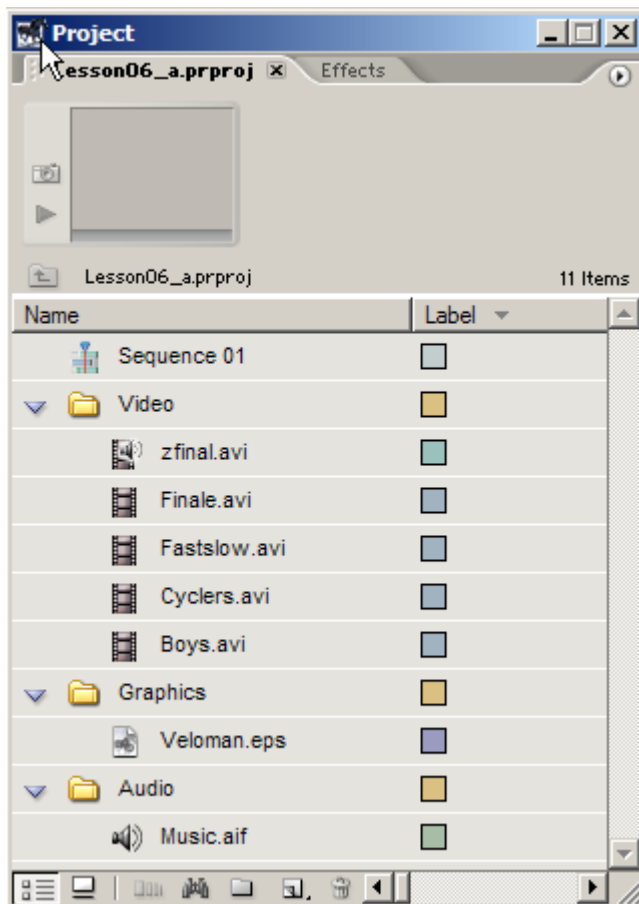 Project
Lesson06_a.prproj Effects
Lesson06_a.prproj 11 Items
Name Label
Sequence 01
Video
zfinal.avi
Finale.avi
Fastslow.avi
Cyclers.avi
Boys.avi
Graphics
Veloman.eps
Audio
Music.aif